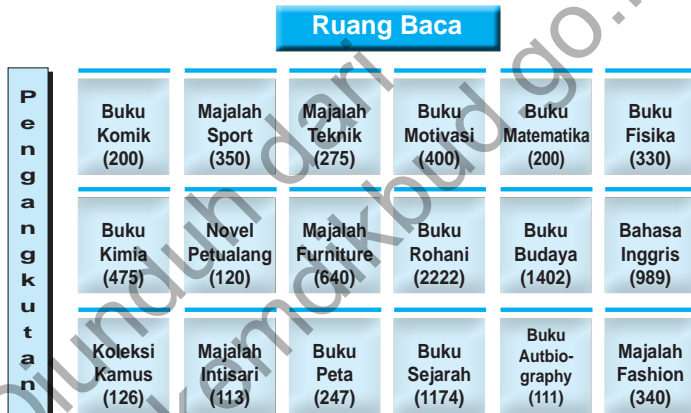 Ruang Baca
Pengangkutan
Buku
Komik
(200)
Majalah
Sport
(350)
Majalah
Teknik
(275)
Buku
Motivasi
(400)
Buku
Matematika
(200)
Buku
Fisika
(330)
Buku
Kimia
(475)
Novel
Petualang
(120)
Majalah
Furniture
(640)
Buku
Rohani
(2222)
Buku
Budaya
(1402)
Bahasa
Inggris
(989)
Koleksi
Kamus
(126)
Majalah
Intisari
(113)
Buku
Peta
(247)
Buku
Sejarah
(1174)
Buku
Autbio-
graphy
(111)
Majalah
Fashion
(340)
Diunduh dari
kemdikbud.go.